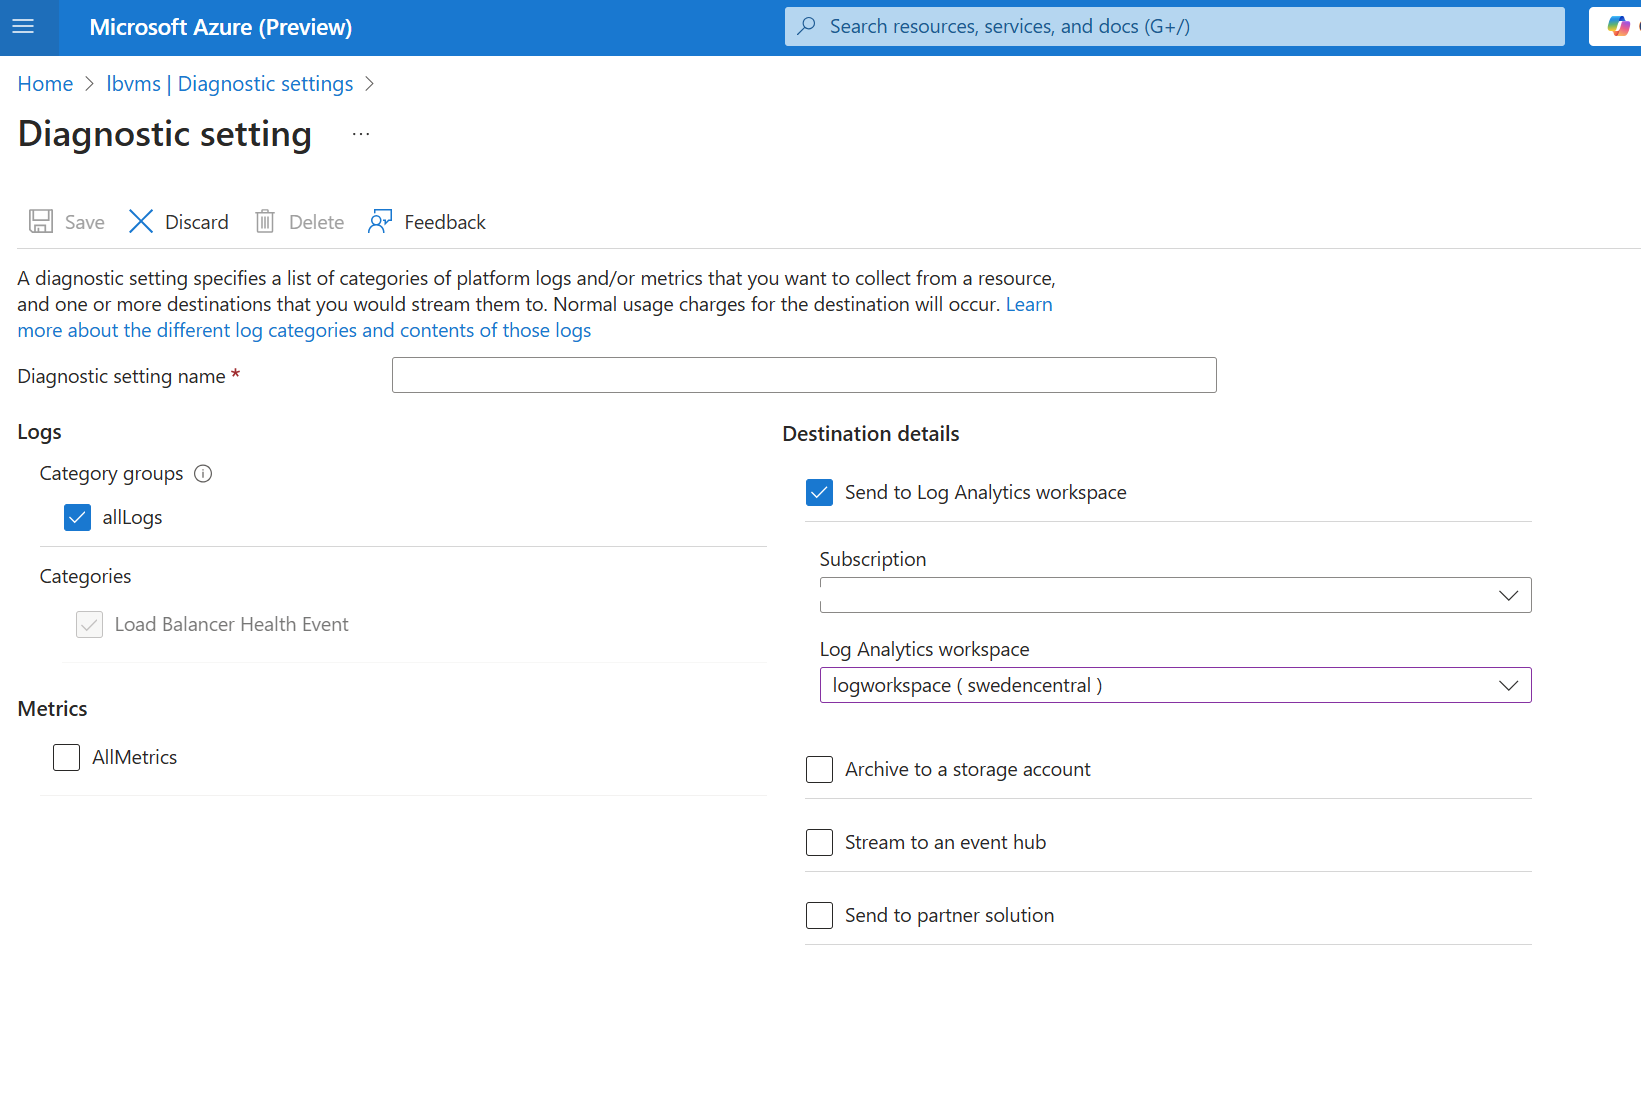 Microsoft Azure (Preview)
Search resources, services, and docs (G+/)
Home > lbvms | Diagnostic settings >
Diagnostic setting ...
Save Discard Delete Feedback
A diagnostic setting specifies a list of categories of platform logs and/or metrics that you want to collect from a resource,
and one or more destinations that you would stream them to. Normal usage charges for the destination will occur. Learn
more about the different log categories and contents of those logs
Diagnostic setting name *
Logs
Category groups
allLogs
Categories
Load Balancer Health Event
Metrics
AllMetrics
Destination details
Send to Log Analytics workspace
Subscription
Log Analytics workspace
logworkspace ( swedencentral )
Archive to a storage account
Stream to an event hub
Send to partner solution